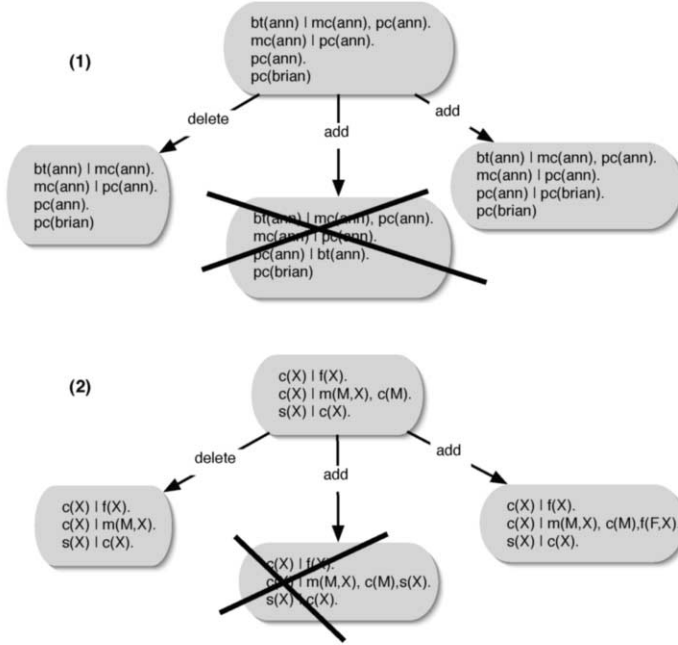 (1)
bt(ann) | mc(ann), pc(ann).
mc(ann) | pc(ann).
pc(ann).
pc(brian)
delete
add
add
bt(ann) | mc(ann).
mc(ann) | pc(ann).
pc(ann).
pc(brian)
bt(ann) | mc(ann), pc(ann).
mc(ann) | pc(ann).
pc(ann) | bt(ann).
pc(brian)
bt(ann) | mc(ann), pc(ann).
mc(ann) | pc(ann).
pc(ann) | pc(brian).
pc(brian)
(2)
c(X) | f(X).
c(X) | m(M,X), c(M).
s(X) | c(X).
delete
add
add
c(X) | f(X).
c(X) | m(M,X).
s(X) | c(X).
c(X) | f(X).
c(X) | m(M,X), c(M),s(X).
s(X) | c(X).
c(X) | f(X).
c(X) | m(M,X), c(M),f(F,X)
s(X) | c(X).